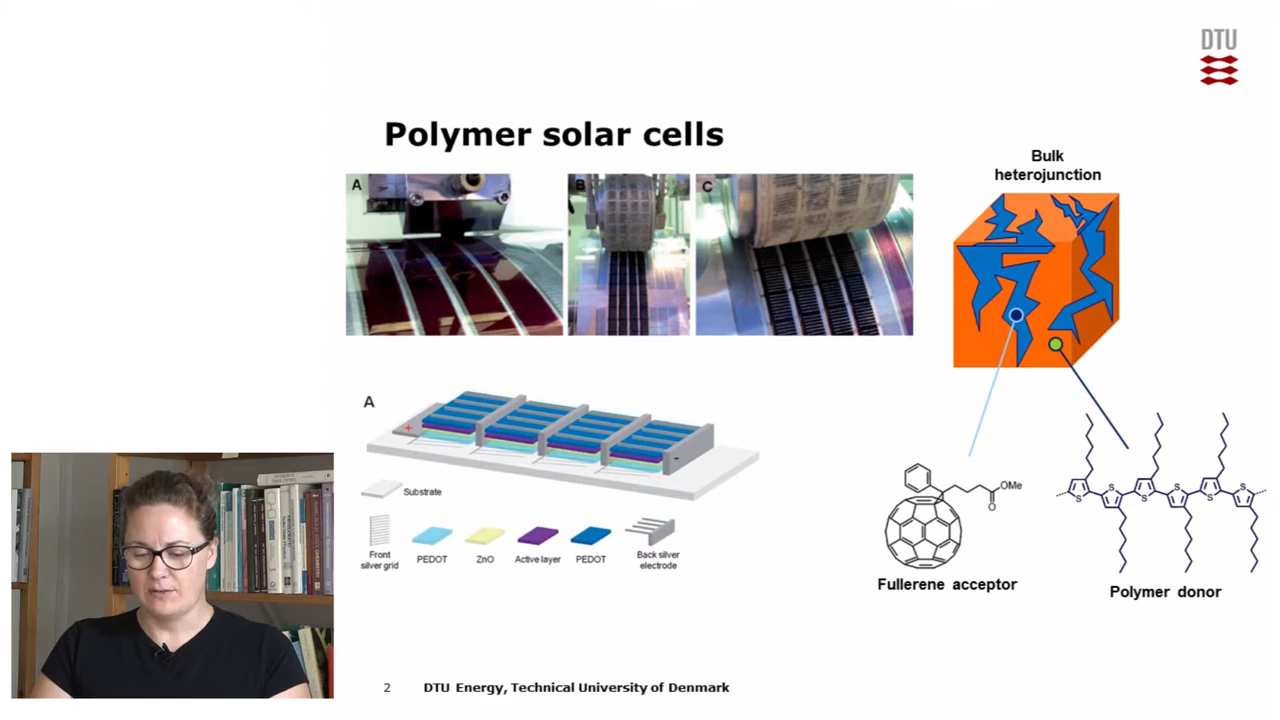 DTU
Polymer solar cells
A
B
C
Bulk
heterojunction
A
+
-
Substrate
Front
silver grid
PEDOT
ZnO
Active layer
PEDOT
Back silver
electrode
OMe
O
Fullerene acceptor
S
S
S
S
S
S
Polymer donor
2
DTU Energy, Technical University of Denmark